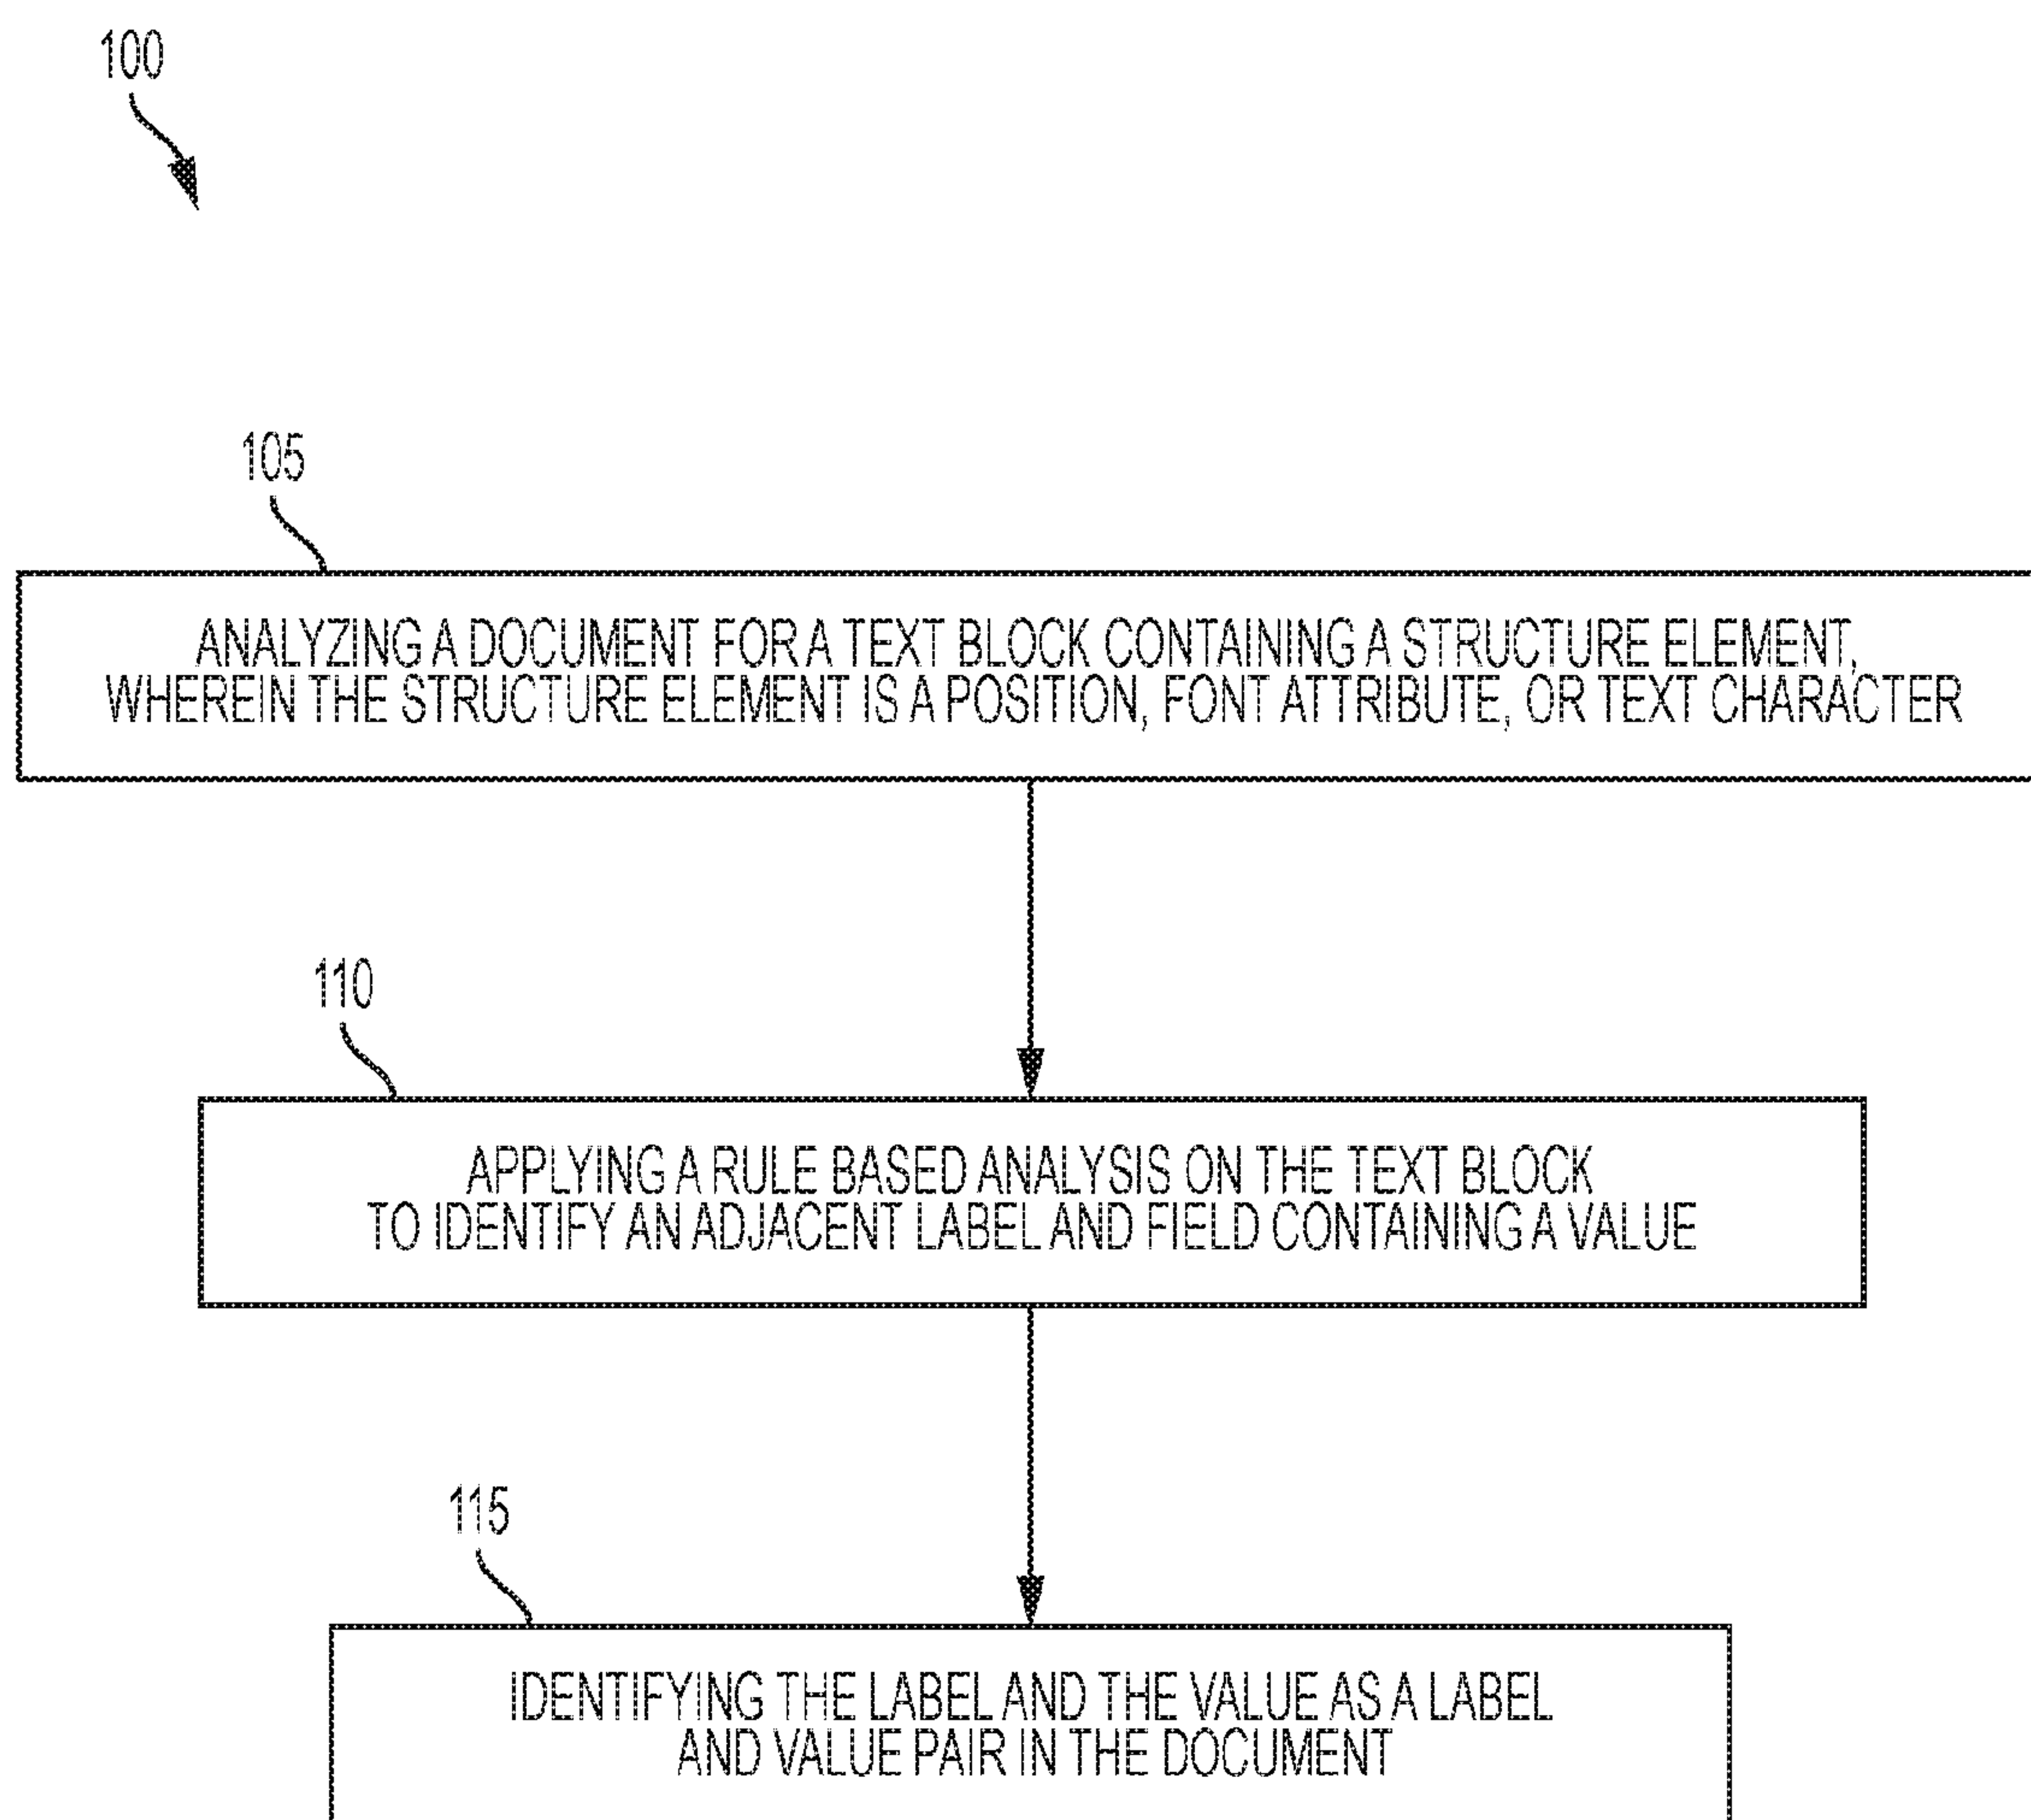 100
105
ANALYZING A DOCUMENT FOR A TEXT BLOCK CONTAINING A STRUCTURE ELEMENT,
WHEREIN THE STRUCTURE ELEMENT IS A POSITION, FONT ATTRIBUTE, OR TEXT CHARACTER
110
APPLYING A RULE BASED ANALYSIS ON THE TEXT BLOCK
TO IDENTIFY AN ADJACENT LABEL AND FIELD CONTAINING A VALUE
115
IDENTIFYING THE LABEL AND THE VALUE AS A LABEL
AND VALUE PAIR IN THE DOCUMENT